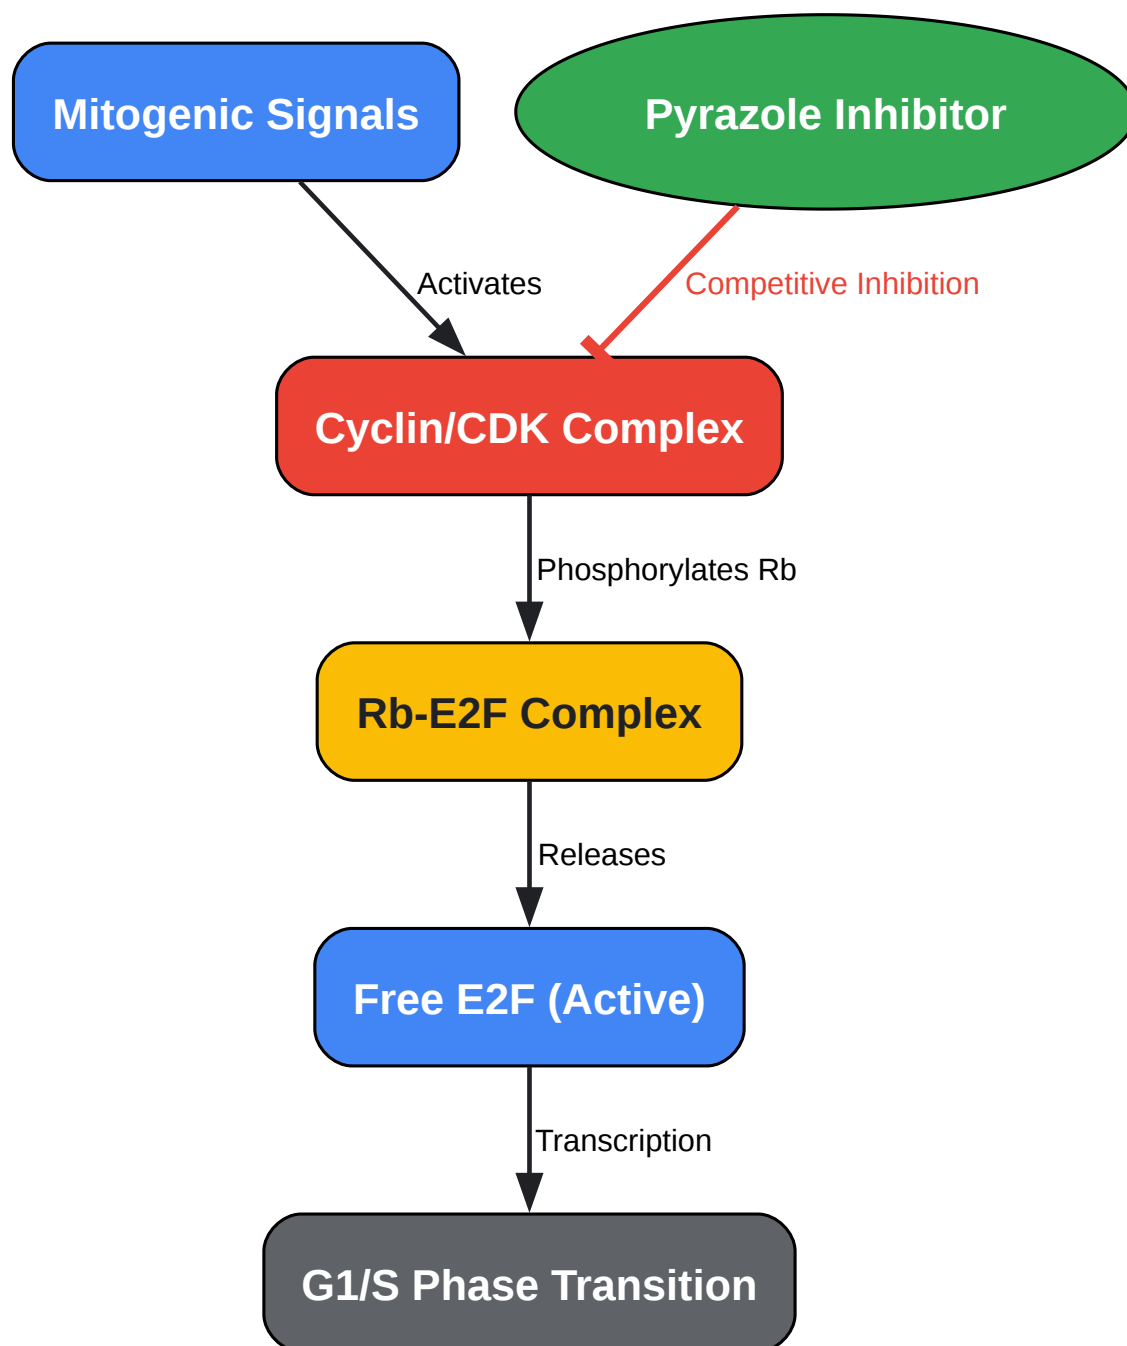 Mitogenic Signals
Pyrazole Inhibitor
Activates
Competitive Inhibition
Cyclin/CDK Complex
Phosphorylates Rb
Rb-E2F Complex
Releases
Free E2F (Active)
Transcription
G1/S Phase Transition